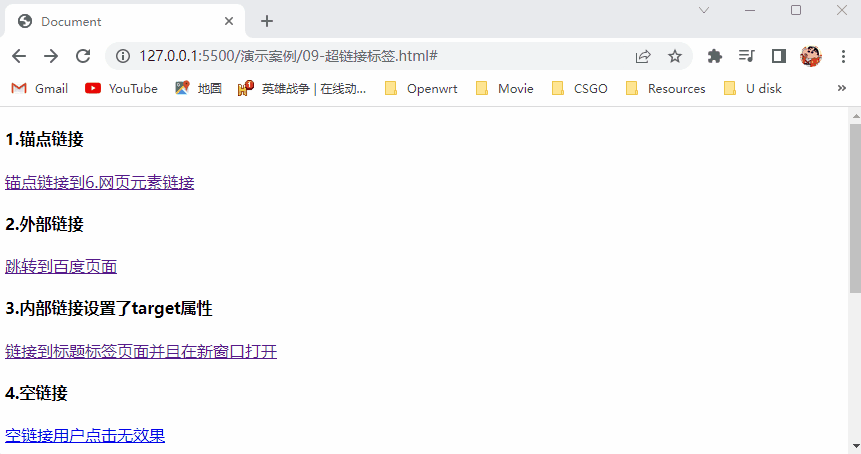 Document
127.0.0.1:5500/演示案例/09-超链接标签.html#
Gmail YouTube 地图 英雄战争 | 在线动... Openwrt Movie CSGO Resources U disk »
1.锚点链接
锚点链接到6.网页元素链接
2.外部链接
跳转到百度页面
3.内部链接设置了target属性
链接到标题标签页面并且在新窗口打开
4.空链接
空链接用户点击无效果